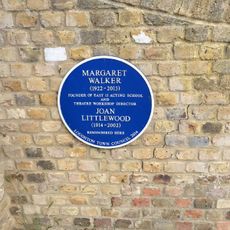 MARGARET
WALKER
(1922 - 2013)
FOUNDER OF EAST 15 ACTING SCHOOL
AND
THEATRE WORKSHOP DIRECTOR
JOAN
LITTLEWOOD
(1914 - 2002)
REMEMBERED HERE
LOUGHTON TOWN COUNCIL 2014